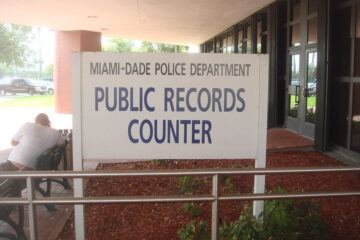 MIAMI-DADE POLICE DEPARTMENT
PUBLIC RECORDS
COUNTER